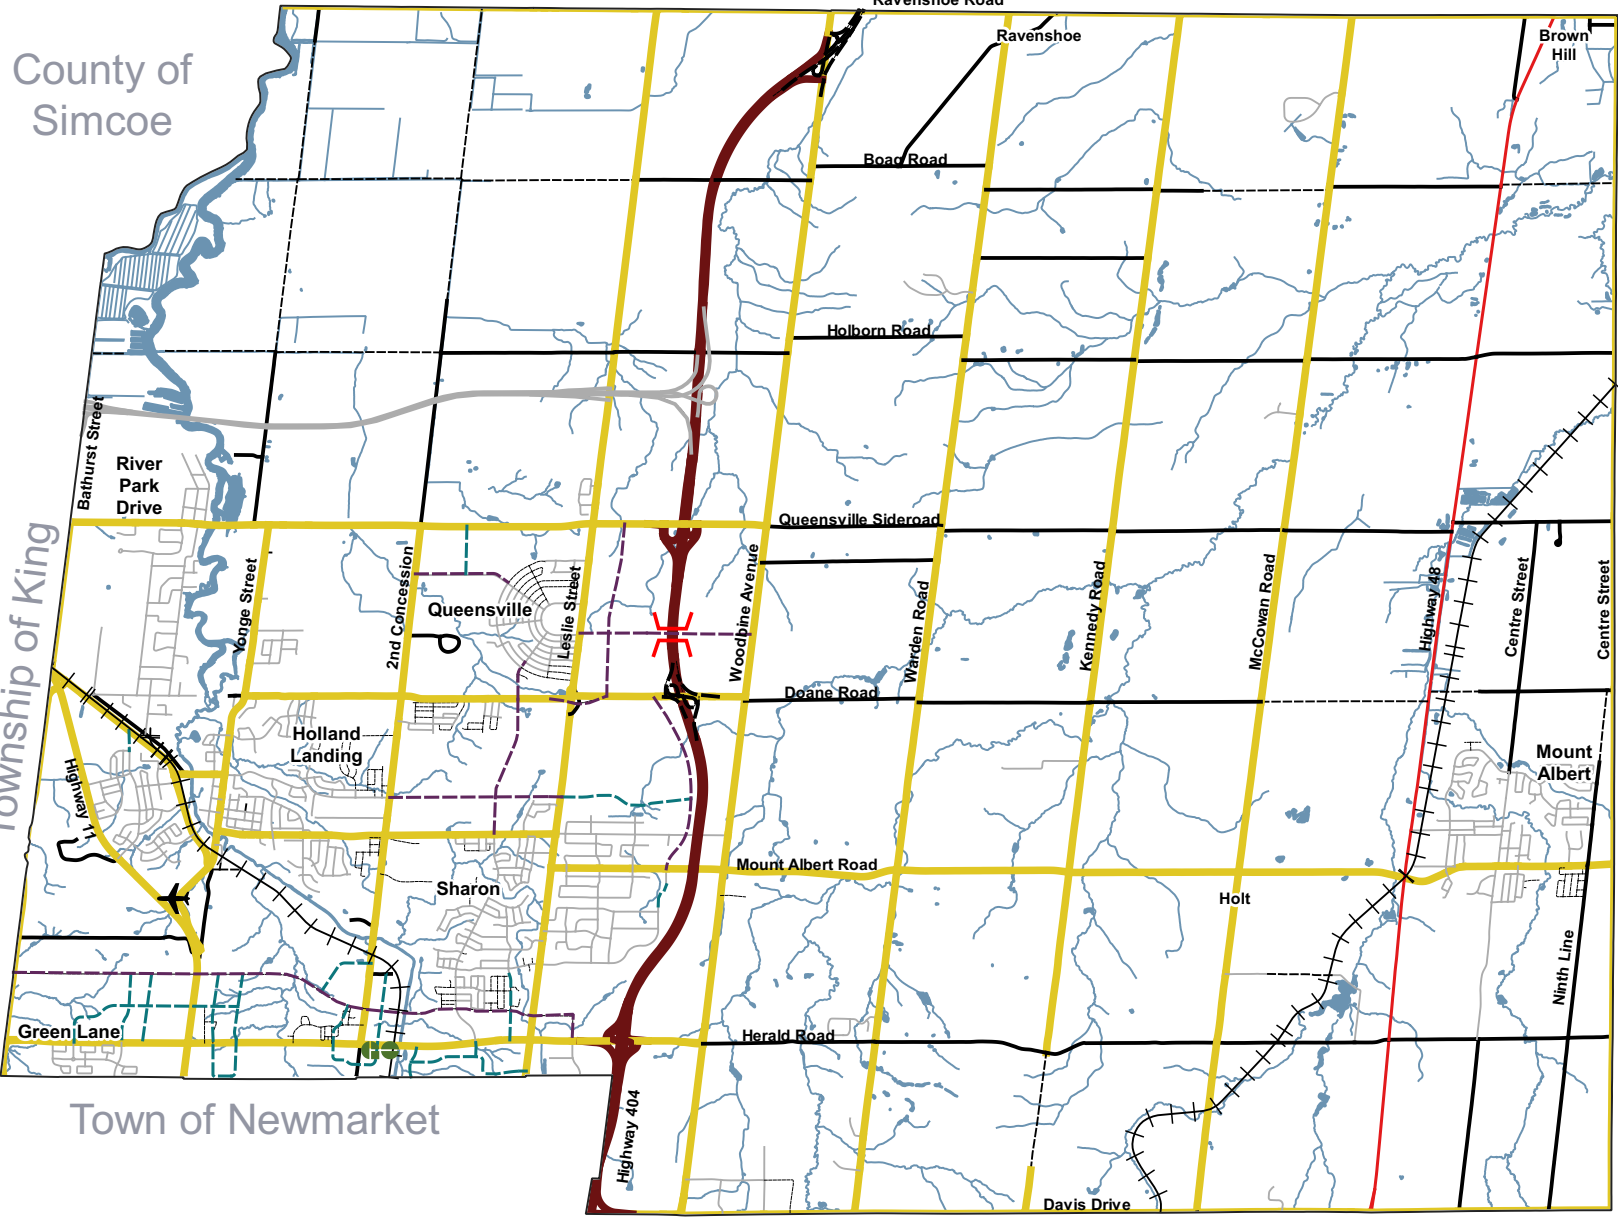 Ravenshoe Road
Ravenshoe
Brown
Hill
County of
Simcoe
Boag Road
Holborn Road
Bathurst Street
River
Park
Drive
Queensville Sideroad
Township of King
Yonge Street
2nd Concession
Queensville
Leslie Street
Woodbine Avenue
Warden Road
Kennedy Road
McCowan Road
Highway 48
Centre Street
Centre Street
Doane Road
Holland
Landing
Mount
Albert
Highway 11
Mount Albert Road
Sharon
Holt
Ninth Line
Green Lane
Herald Road
Town of Newmarket
Highway 404
Davis Drive